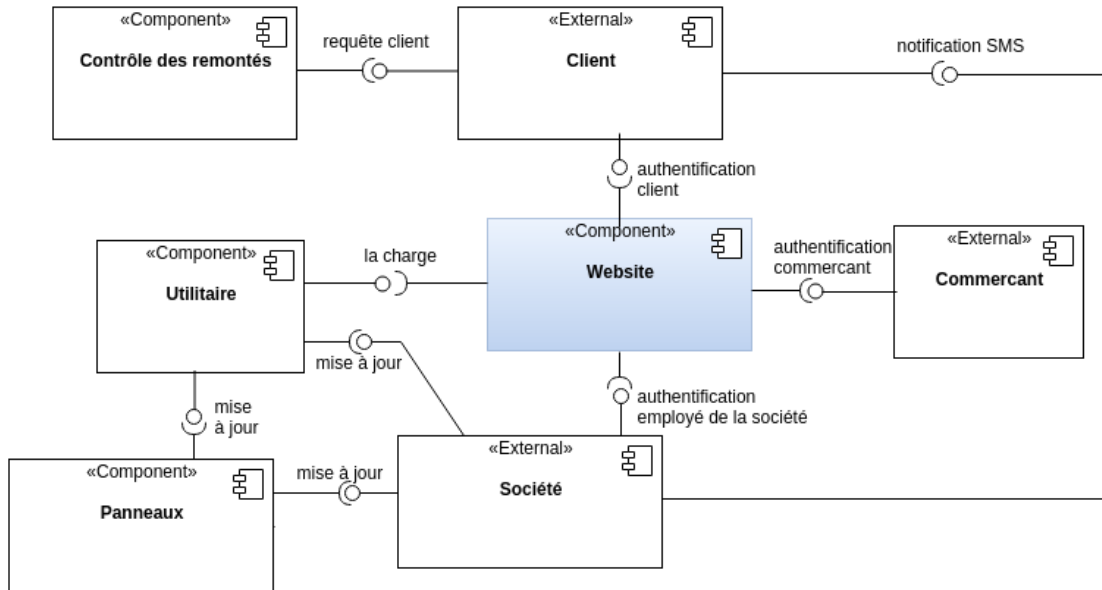 «Component»
Contrôle des remontés
requête client
«External»
Client
notification SMS
authentification
client
«Component»
Website
«Component»
Utilitaire
la charge
authentification
commercant
«External»
Commercant
mise à jour
mise
à jour
authentification
employé de la société
«Component»
Panneaux
mise à jour
«External»
Société